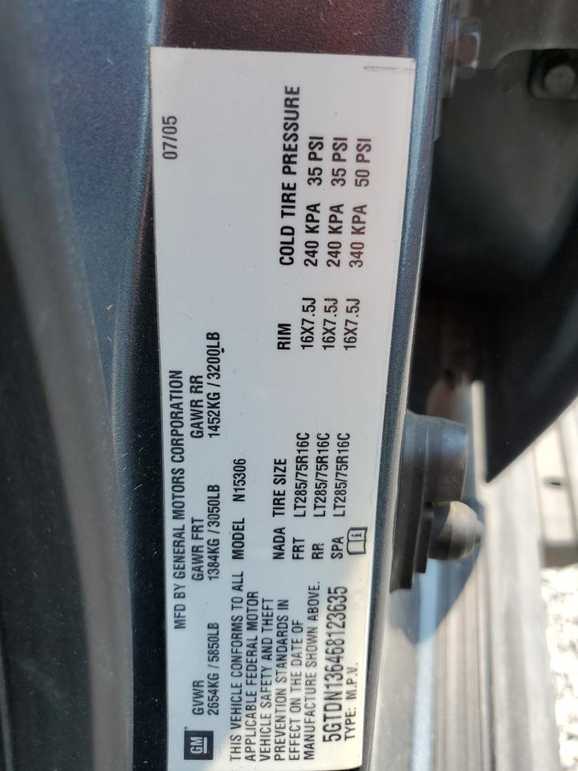 MFD BY GENERAL MOTORS CORPORATION 07/05
GM
GVWR GAWR FRT GAWR RR
2654KG / 5850LB 1384KG / 3050LB 1452KG / 3200LB
THIS VEHICLE CONFORMS TO ALL
APPLICABLE FEDERAL MOTOR
VEHICLE SAFETY AND THEFT
PREVENTION STANDARDS IN
EFFECT ON THE DATE OF
MANUFACTURE SHOWN ABOVE.
5GTDN136468123635
TYPE: M.P.V.
MODEL N15306
NADA TIRE SIZE RIM COLD TIRE PRESSURE
FRT LT285/75R16C 16X7.5J 240 KPA 35 PSI
RR LT285/75R16C 16X7.5J 240 KPA 35 PSI
SPA LT285/75R16C 16X7.5J 340 KPA 50 PSI